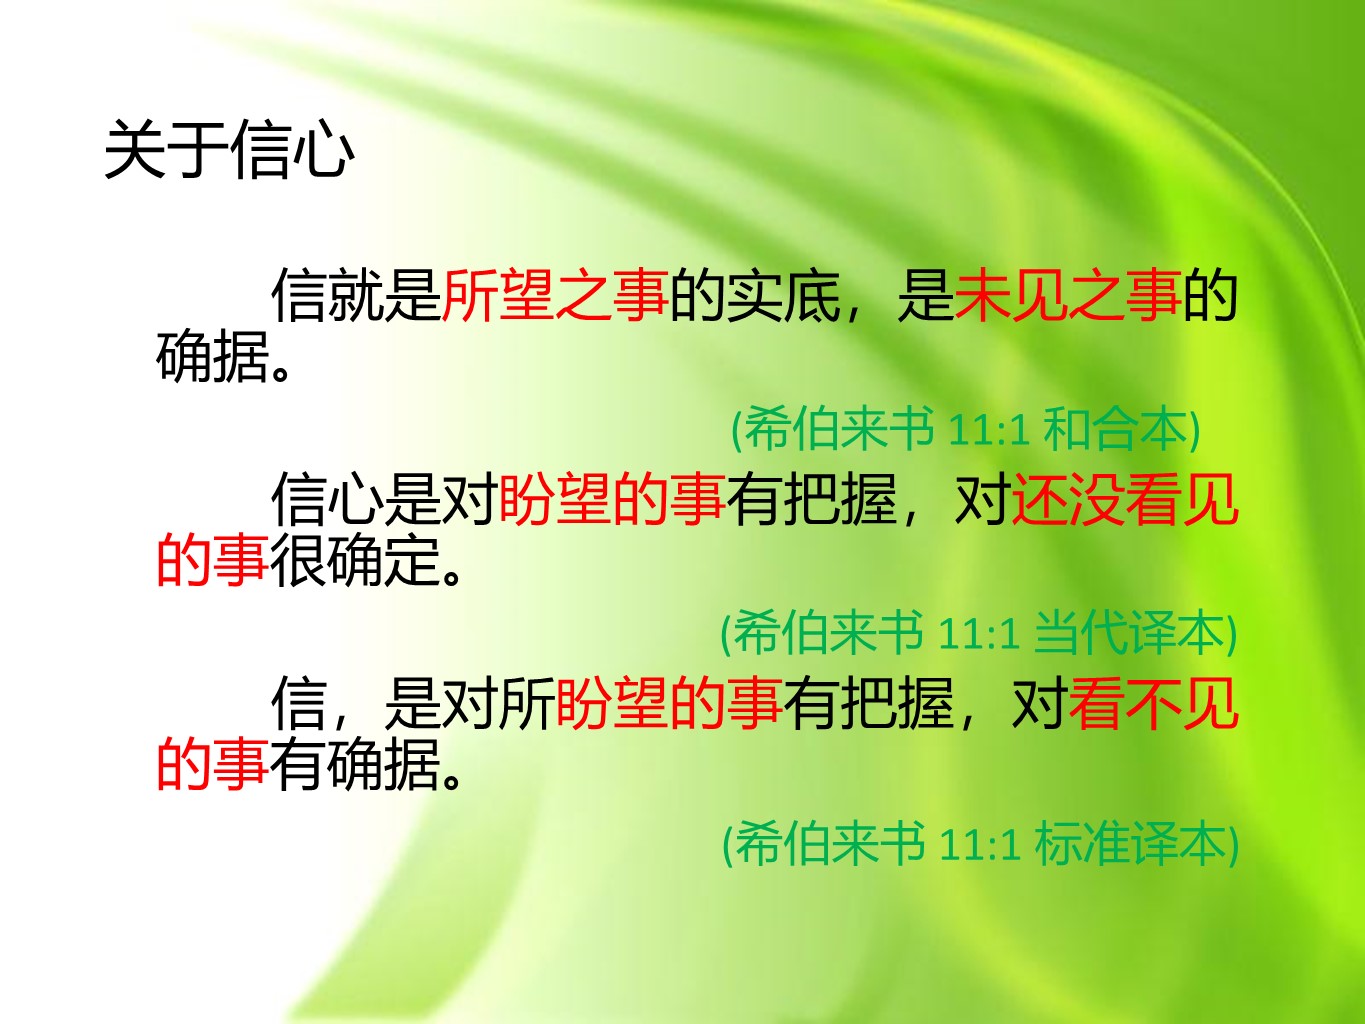 关于信心
信就是所望之事的实底，是未见之事的
确据。
(希伯来书 11:1 和合本)
信心是对盼望的事有把握，对还没看见
的事很确定。
(希伯来书 11:1 当代译本)
信，是对所盼望的事有把握，对看不见
的事有确据。
(希伯来书 11:1 标准译本)